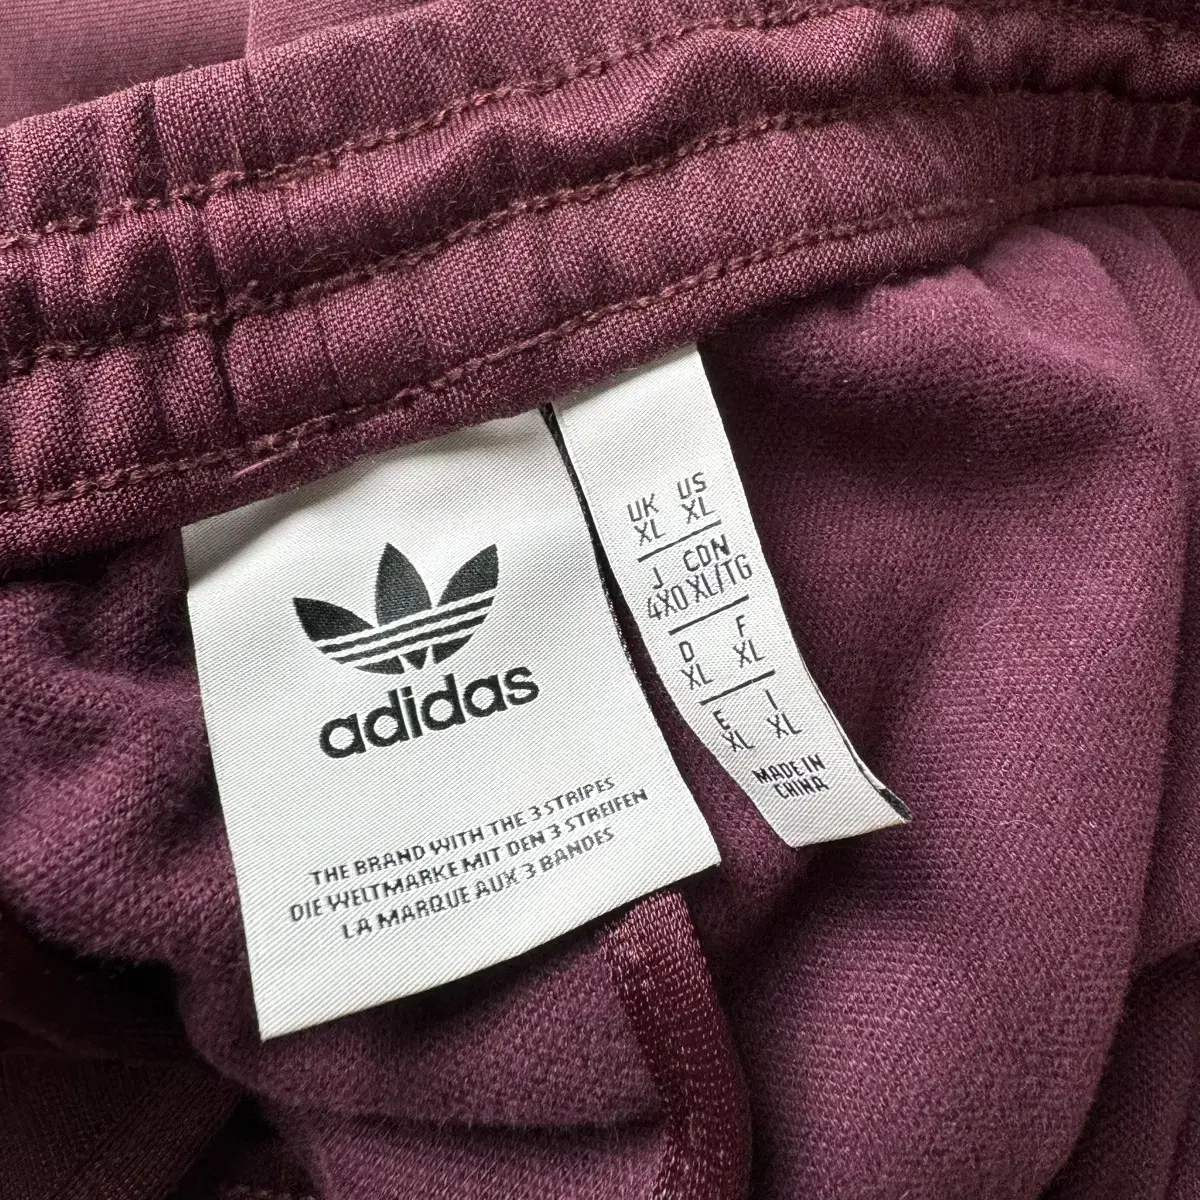 adidas
THE BRAND WITH THE 3 STRIPES
DIE WELTMARKE MIT DEN 3 STREIFEN
LA MARQUE AUX 3 BANDES
UK US
XL XL
J CDN
4XO XL/TG
D F
XL XL
E I
XL XL
MADE IN
CHINA